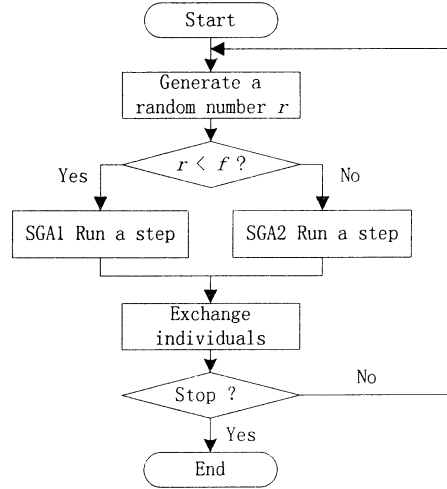 Start
Generate a
random number r
r < f ?
Yes
No
SGA1 Run a step
SGA2 Run a step
Exchange
individuals
Stop ?
No
Yes
End